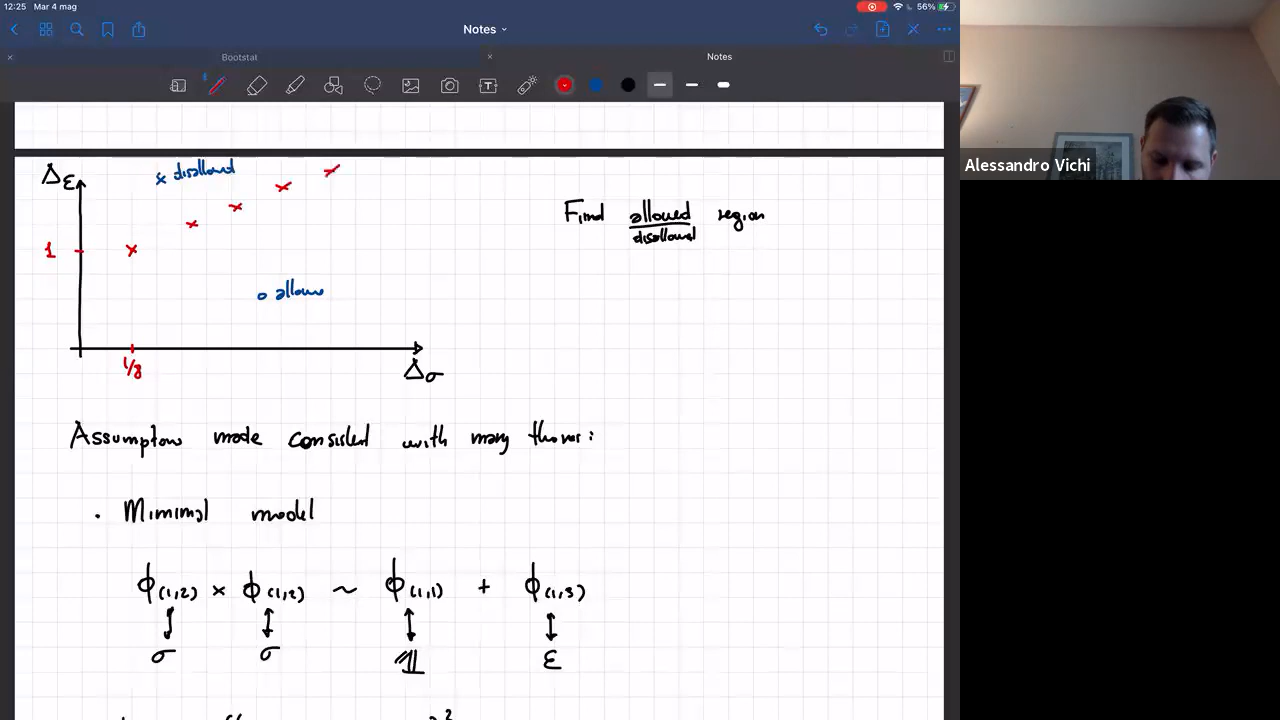 12:25 Mar 4 mag
56%
Notes
Bootstat
Notes
T
Alessandro Vichi
Δε
x disallowed
Find allowed region
disallowed
1
o allowe
1/8
Δσ
Assumptions made consistent with many theories:
· Minimal model
ϕ(1,2) × ϕ(1,2) ~ ϕ(1,1) + ϕ(1,3)
σ σ 𝟙 ε